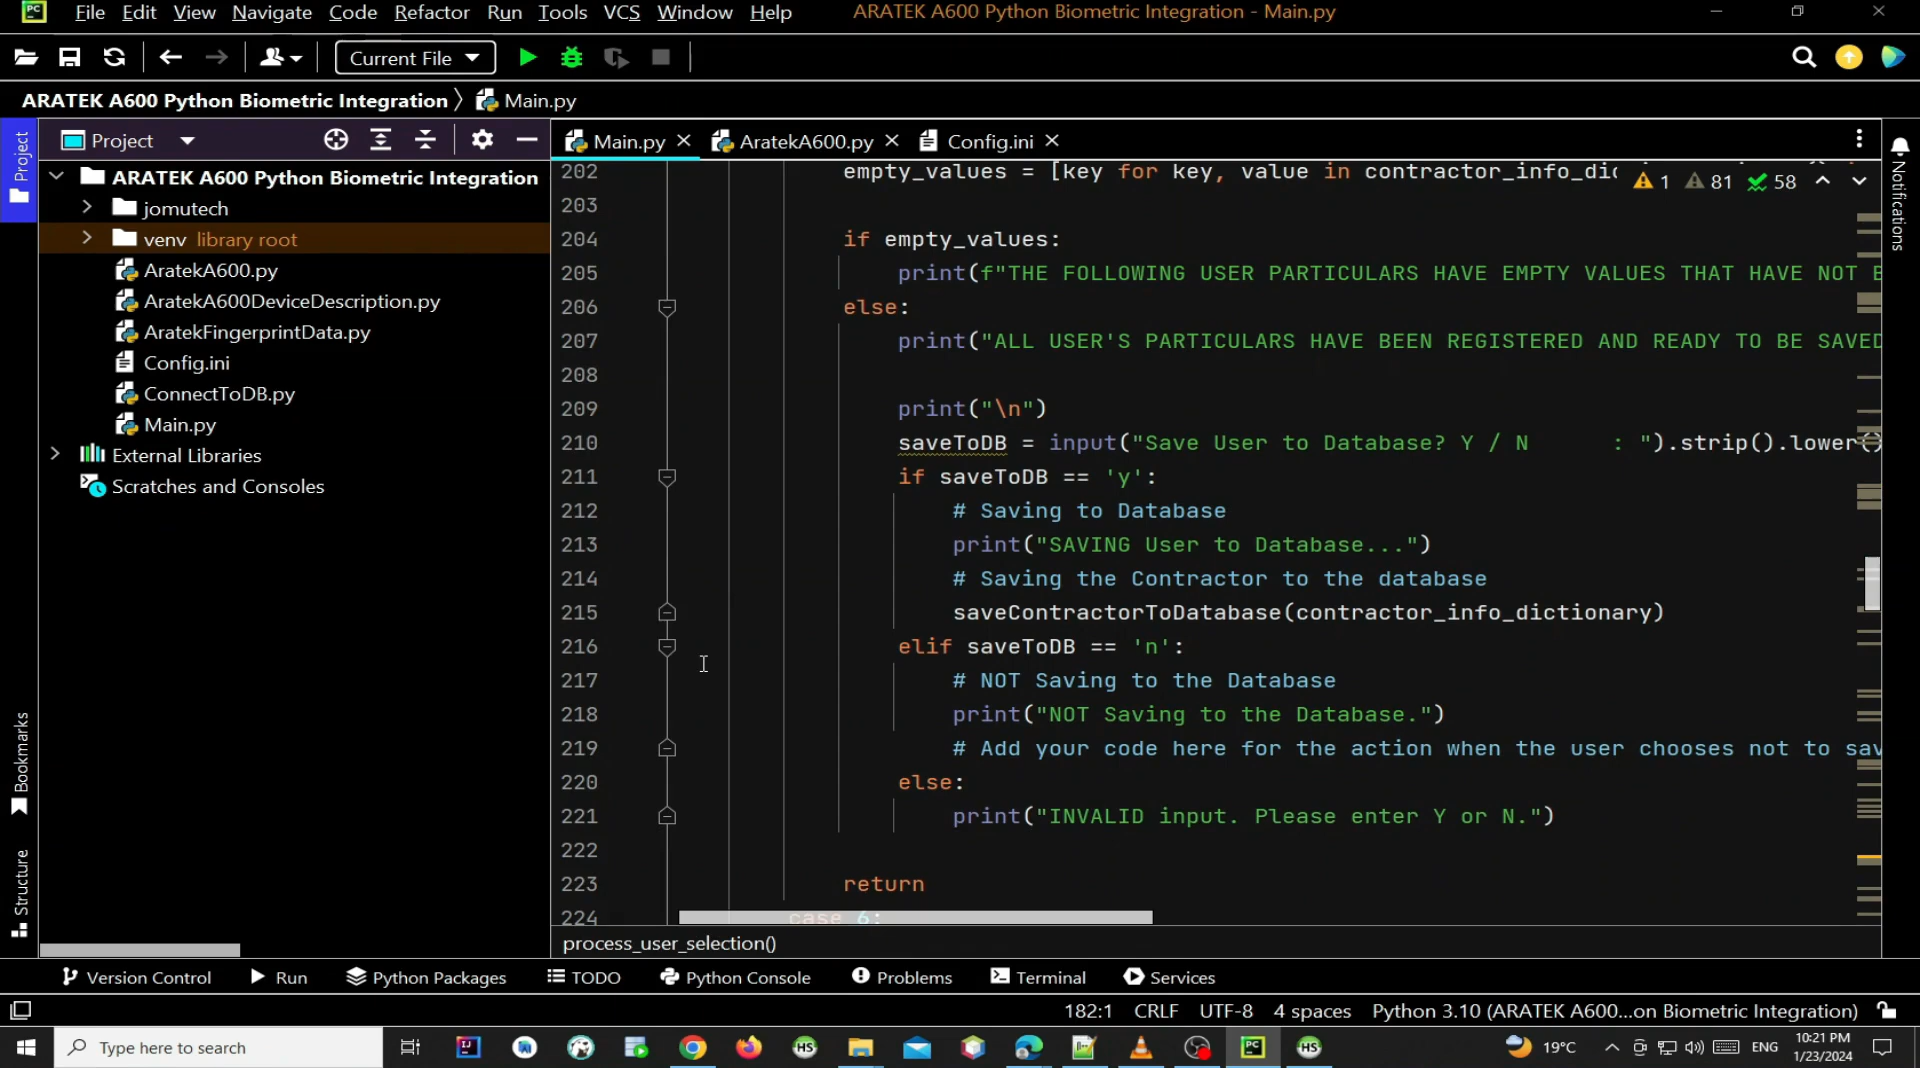 PC File Edit View Navigate Code Refactor Run Tools VCS Window Help ARATEK A600 Python Biometric Integration - Main.py
Current File
ARATEK A600 Python Biometric Integration Main.py
Project
Main.py AratekA600.py Config.ini
Project
ARATEK A600 Python Biometric Integration
jomutech
venv library root
AratekA600.py
AratekA600DeviceDescription.py
AratekFingerprintData.py
Config.ini
ConnectToDB.py
Main.py
External Libraries
Scratches and Consoles
Bookmarks
Structure
1 81 58
202 empty_values = [key for key, value in contractor_info_dic
203
204 if empty_values:
205 print(f"THE FOLLOWING USER PARTICULARS HAVE EMPTY VALUES THAT HAVE NOT B
206 else:
207 print("ALL USER'S PARTICULARS HAVE BEEN REGISTERED AND READY TO BE SAVED
208
209 print("\n")
210 saveToDB = input("Save User to Database? Y / N : ").strip().lower()
211 if saveToDB == 'y':
212 # Saving to Database
213 print("SAVING User to Database...")
214 # Saving the Contractor to the database
215 saveContractorToDatabase(contractor_info_dictionary)
216 elif saveToDB == 'n':
217 # NOT Saving to the Database
218 print("NOT Saving to the Database.")
219 # Add your code here for the action when the user chooses not to sav
220 else:
221 print("INVALID input. Please enter Y or N.")
222
223 return
224 case 6:
process_user_selection()
Notifications
Version Control Run Python Packages TODO Python Console Problems Terminal Services
182:1 CRLF UTF-8 4 spaces Python 3.10 (ARATEK A600...on Biometric Integration)
Type here to search
19°C ENG
10:21 PM
1/23/2024